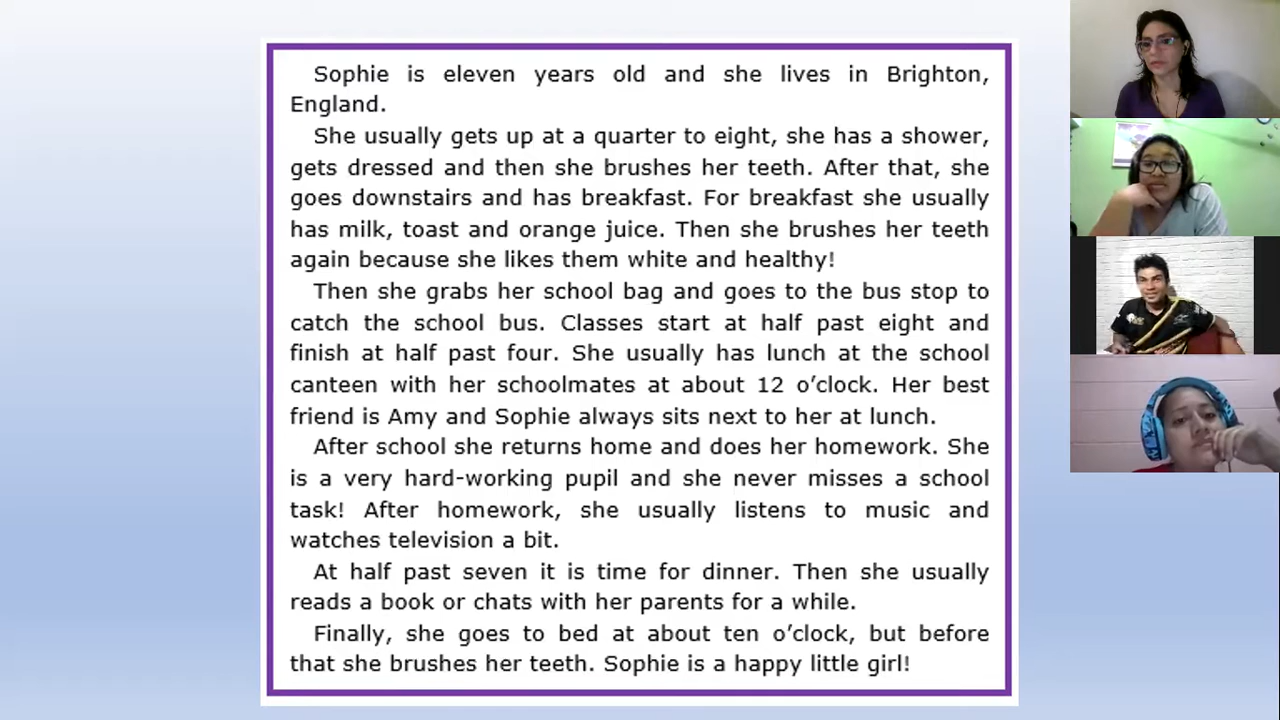 Sophie is eleven years old and she lives in Brighton,
England.
She usually gets up at a quarter to eight, she has a shower,
gets dressed and then she brushes her teeth. After that, she
goes downstairs and has breakfast. For breakfast she usually
has milk, toast and orange juice. Then she brushes her teeth
again because she likes them white and healthy!
Then she grabs her school bag and goes to the bus stop to
catch the school bus. Classes start at half past eight and
finish at half past four. She usually has lunch at the school
canteen with her schoolmates at about 12 o’clock. Her best
friend is Amy and Sophie always sits next to her at lunch.
After school she returns home and does her homework. She
is a very hard-working pupil and she never misses a school
task! After homework, she usually listens to music and
watches television a bit.
At half past seven it is time for dinner. Then she usually
reads a book or chats with her parents for a while.
Finally, she goes to bed at about ten o’clock, but before
that she brushes her teeth. Sophie is a happy little girl!